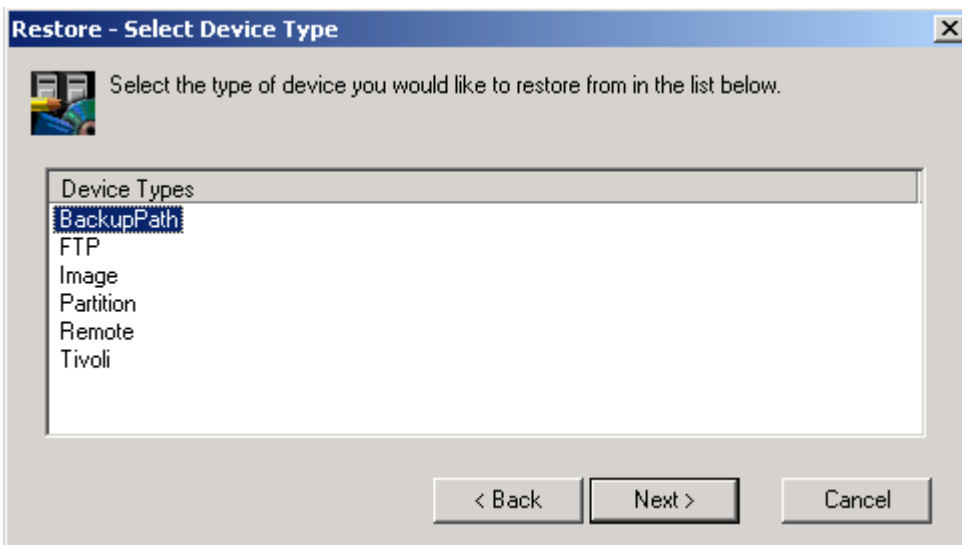 Restore - Select Device Type
Select the type of device you would like to restore from in the list below.
Device Types
BackupPath
FTP
Image
Partition
Remote
Tivoli
< Back Next > Cancel